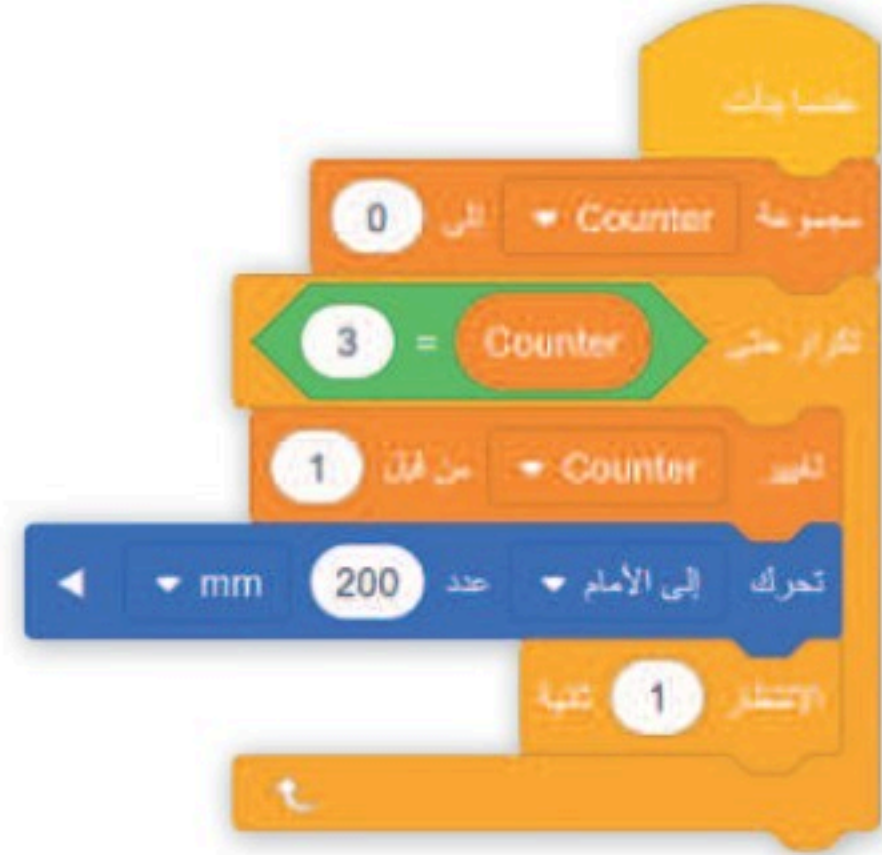 عندما بدأت
مجموعة Counter إلى 0
تكرار حتى Counter = 3
تغيير Counter من قبل 1
تحرك إلى الأمام عدد 200 mm
الانتظار 1 ثانية